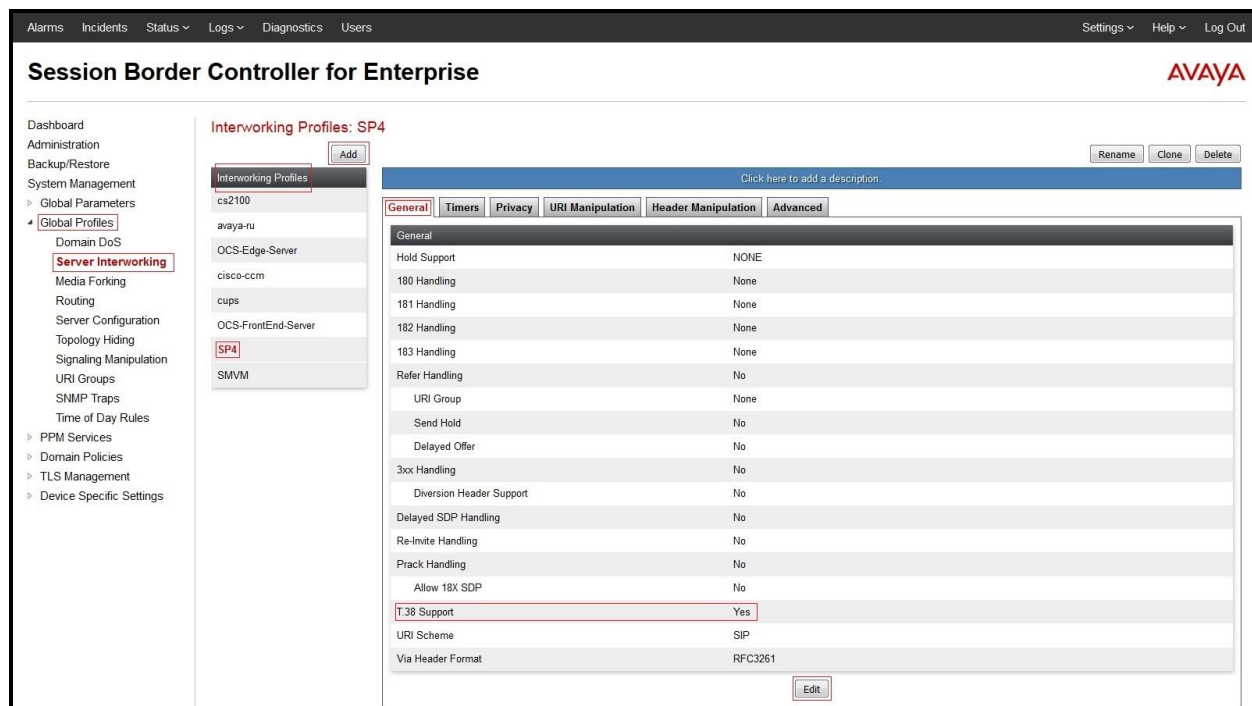 Alarms Incidents Status Logs Diagnostics Users Settings Help Log Out
Session Border Controller for Enterprise
AVAYA
Dashboard
Administration
Backup/Restore
System Management
Global Parameters
Global Profiles
Domain DoS
Server Interworking
Media Forking
Routing
Server Configuration
Topology Hiding
Signaling Manipulation
URI Groups
SNMP Traps
Time of Day Rules
PPM Services
Domain Policies
TLS Management
Device Specific Settings
Interworking Profiles: SP4
Add
Rename Clone Delete
Interworking Profiles
cs2100
avaya-ru
OCS-Edge-Server
cisco-ccm
cups
OCS-FrontEnd-Server
SP4
SMVM
Click here to add a description.
General Timers Privacy URI Manipulation Header Manipulation Advanced
General
Hold Support NONE
180 Handling None
181 Handling None
182 Handling None
183 Handling None
Refer Handling No
URI Group None
Send Hold No
Delayed Offer No
3xx Handling No
Diversion Header Support No
Delayed SDP Handling No
Re-Invite Handling No
Prack Handling No
Allow 18X SDP No
T.38 Support Yes
URI Scheme SIP
Via Header Format RFC3261
Edit